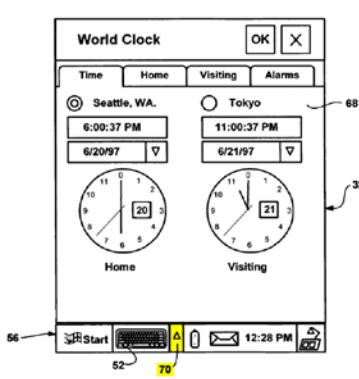 World Clock OK X
Time Home Visiting Alarms
Seattle, WA. Tokyo 68
6:00:37 PM 11:00:37 PM
6/20/97 6/21/97
0 1 2 3 4 5 6 7 8 9 10 11 20
0 1 2 3 4 5 6 7 8 9 10 11 21
Home Visiting
56 Start 12:28 PM
52 70